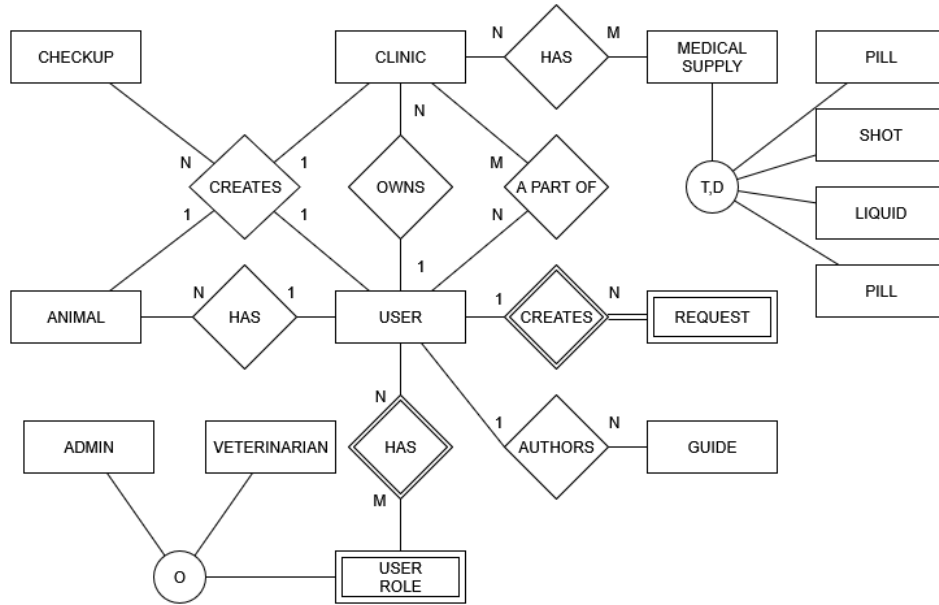 N
M
CHECKUP
CLINIC
HAS
MEDICAL
SUPPLY
PILL
N
SHOT
N
1
M
CREATES
OWNS
A PART OF
T,D
1
1
N
LIQUID
1
N
1
1
N
PILL
ANIMAL
HAS
USER
CREATES
REQUEST
N
1
N
ADMIN
VETERINARIAN
HAS
AUTHORS
GUIDE
M
O
USER
ROLE